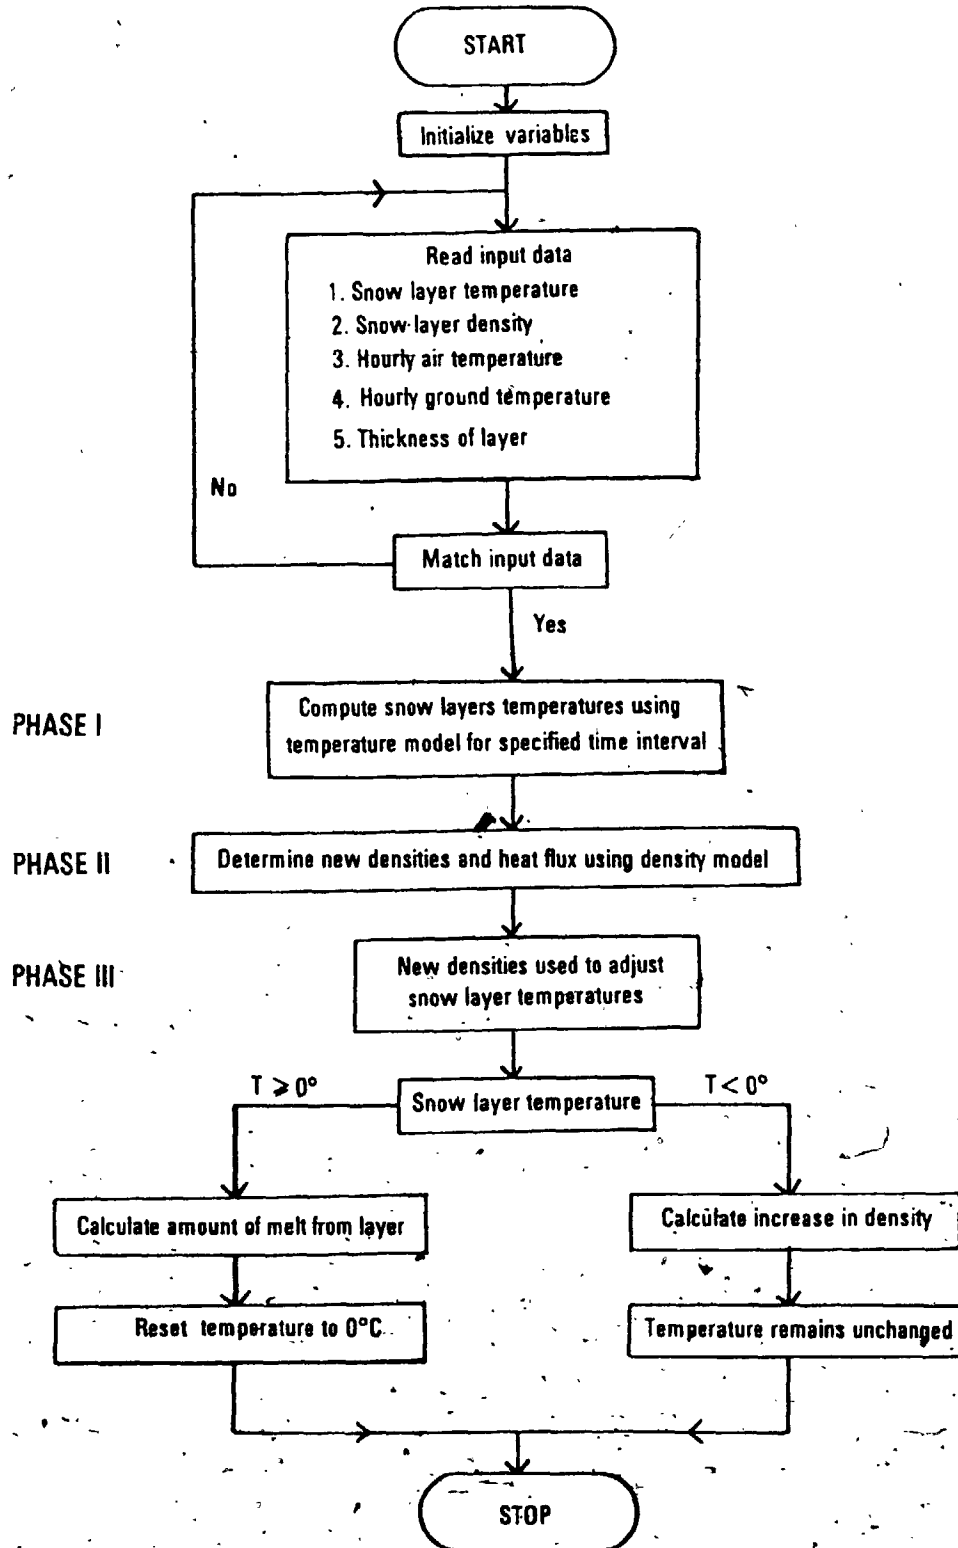 START
Initialize variables
Read input data
1. Snow layer temperature
2. Snow layer density
3. Hourly air temperature
4. Hourly ground temperature
5. Thickness of layer
No
Match input data
Yes
PHASE I
Compute snow layers temperatures using
temperature model for specified time interval
PHASE II
Determine new densities and heat flux using density model
PHASE III
New densities used to adjust
snow layer temperatures
T ⩾ 0°
Snow layer temperature
T < 0°
Calculate amount of melt from layer
Calculate increase in density
Reset temperature to 0°C
Temperature remains unchanged
STOP